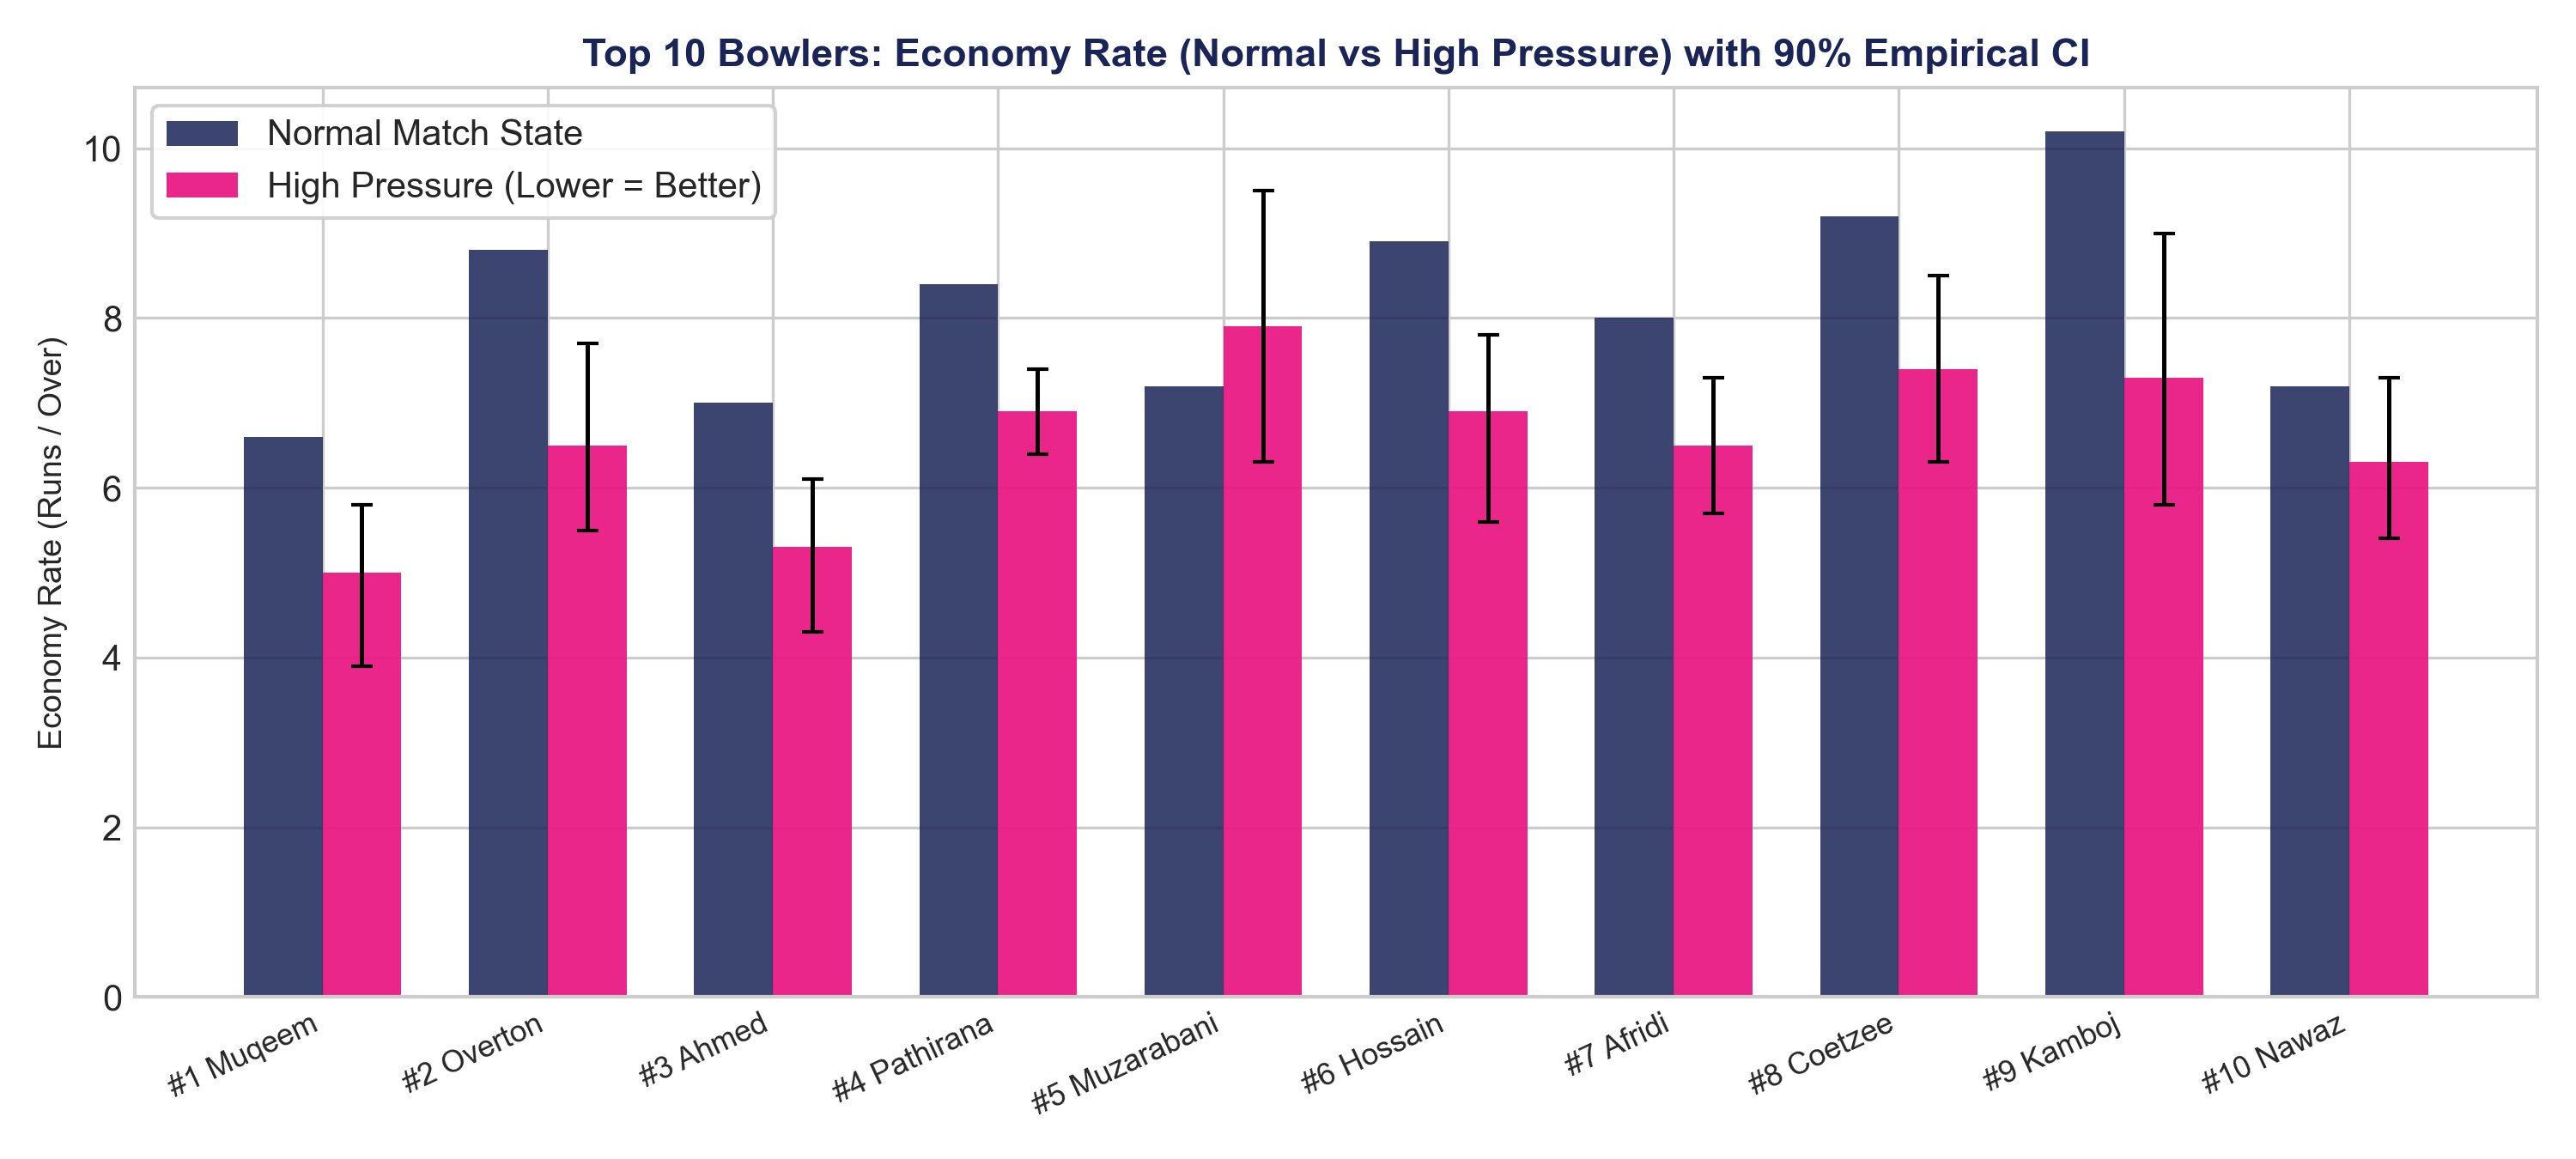 Top 10 Bowlers: Economy Rate (Normal vs High Pressure) with 90% Empirical CI
Normal Match State
High Pressure (Lower = Better)
Economy Rate (Runs / Over)
10
8
6
4
2
0
#1 Muqeem
#2 Overton
#3 Ahmed
#4 Pathirana
#5 Muzarabani
#6 Hossain
#7 Afridi
#8 Coetzee
#9 Kamboj
#10 Nawaz